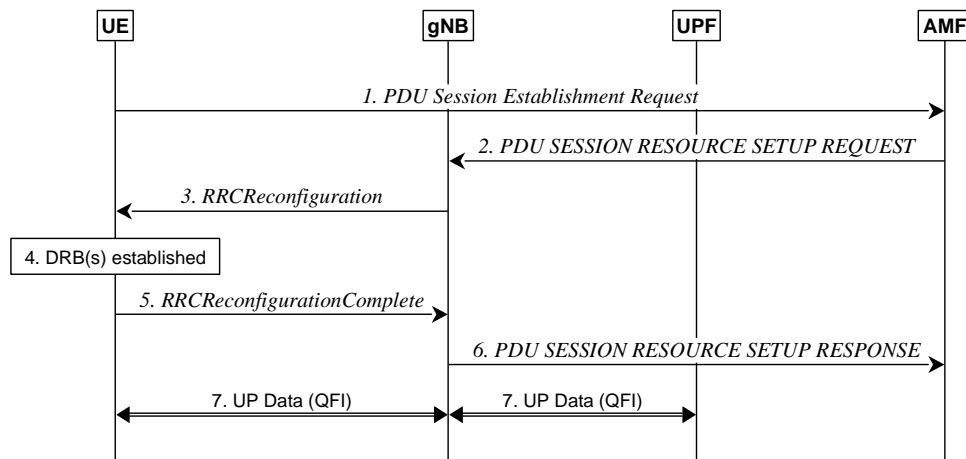 UE
gNB
UPF
AMF
1. PDU Session Establishment Request
2. PDU SESSION RESOURCE SETUP REQUEST
3. RRCReconfiguration
4. DRB(s) established
5. RRCReconfigurationComplete
6. PDU SESSION RESOURCE SETUP RESPONSE
7. UP Data (QFI)
7. UP Data (QFI)